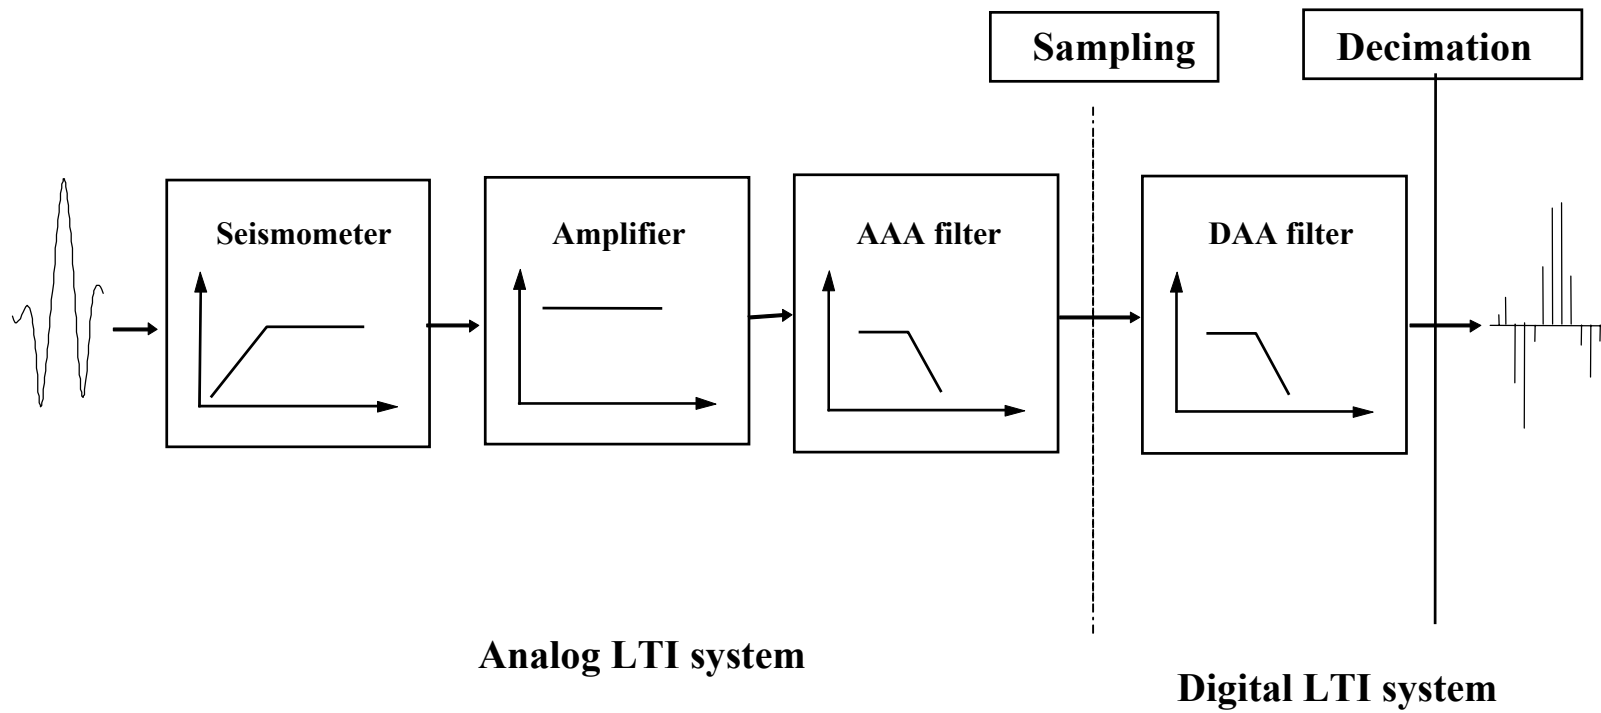 Sampling
Decimation
Seismometer
Amplifier
AAA filter
DAA filter
Analog LTI system
Digital LTI system